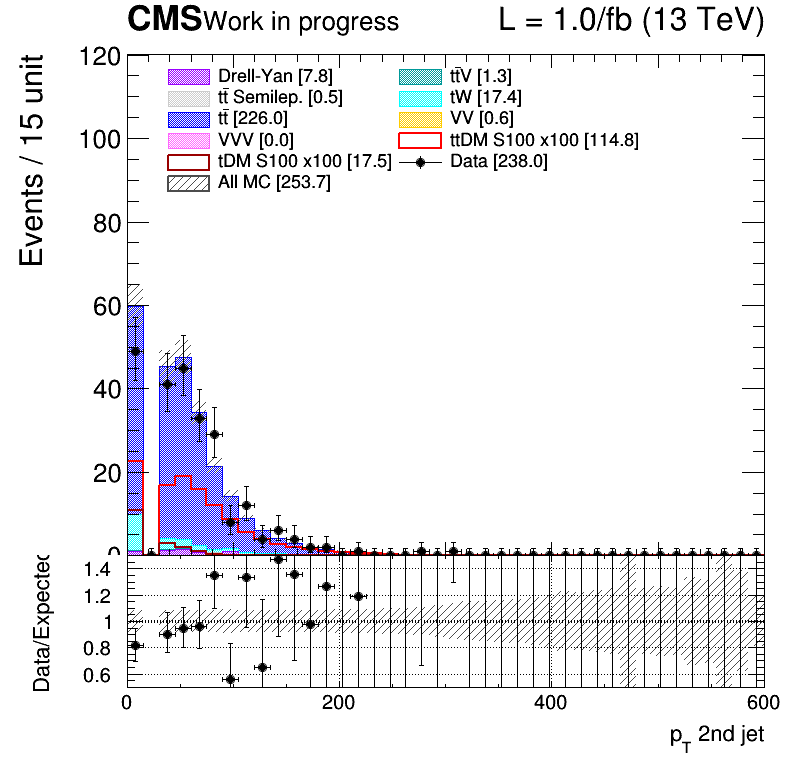 CMS Work in progress L = 1.0/fb (13 TeV)
Events / 15 unit
120
100
80
60
40
20
0
Drell-Yan [7.8] tt̄V [1.3]
tt̄ Semilep. [0.5] tW [17.4]
tt̄ [226.0] VV [0.6]
VVV [0.0] ttDM S100 x100 [114.8]
tDM S100 x100 [17.5] Data [238.0]
All MC [253.7]
Data/Expected
1.4
1.2
1
0.8
0.6
0 200 400 600
p_T 2nd jet